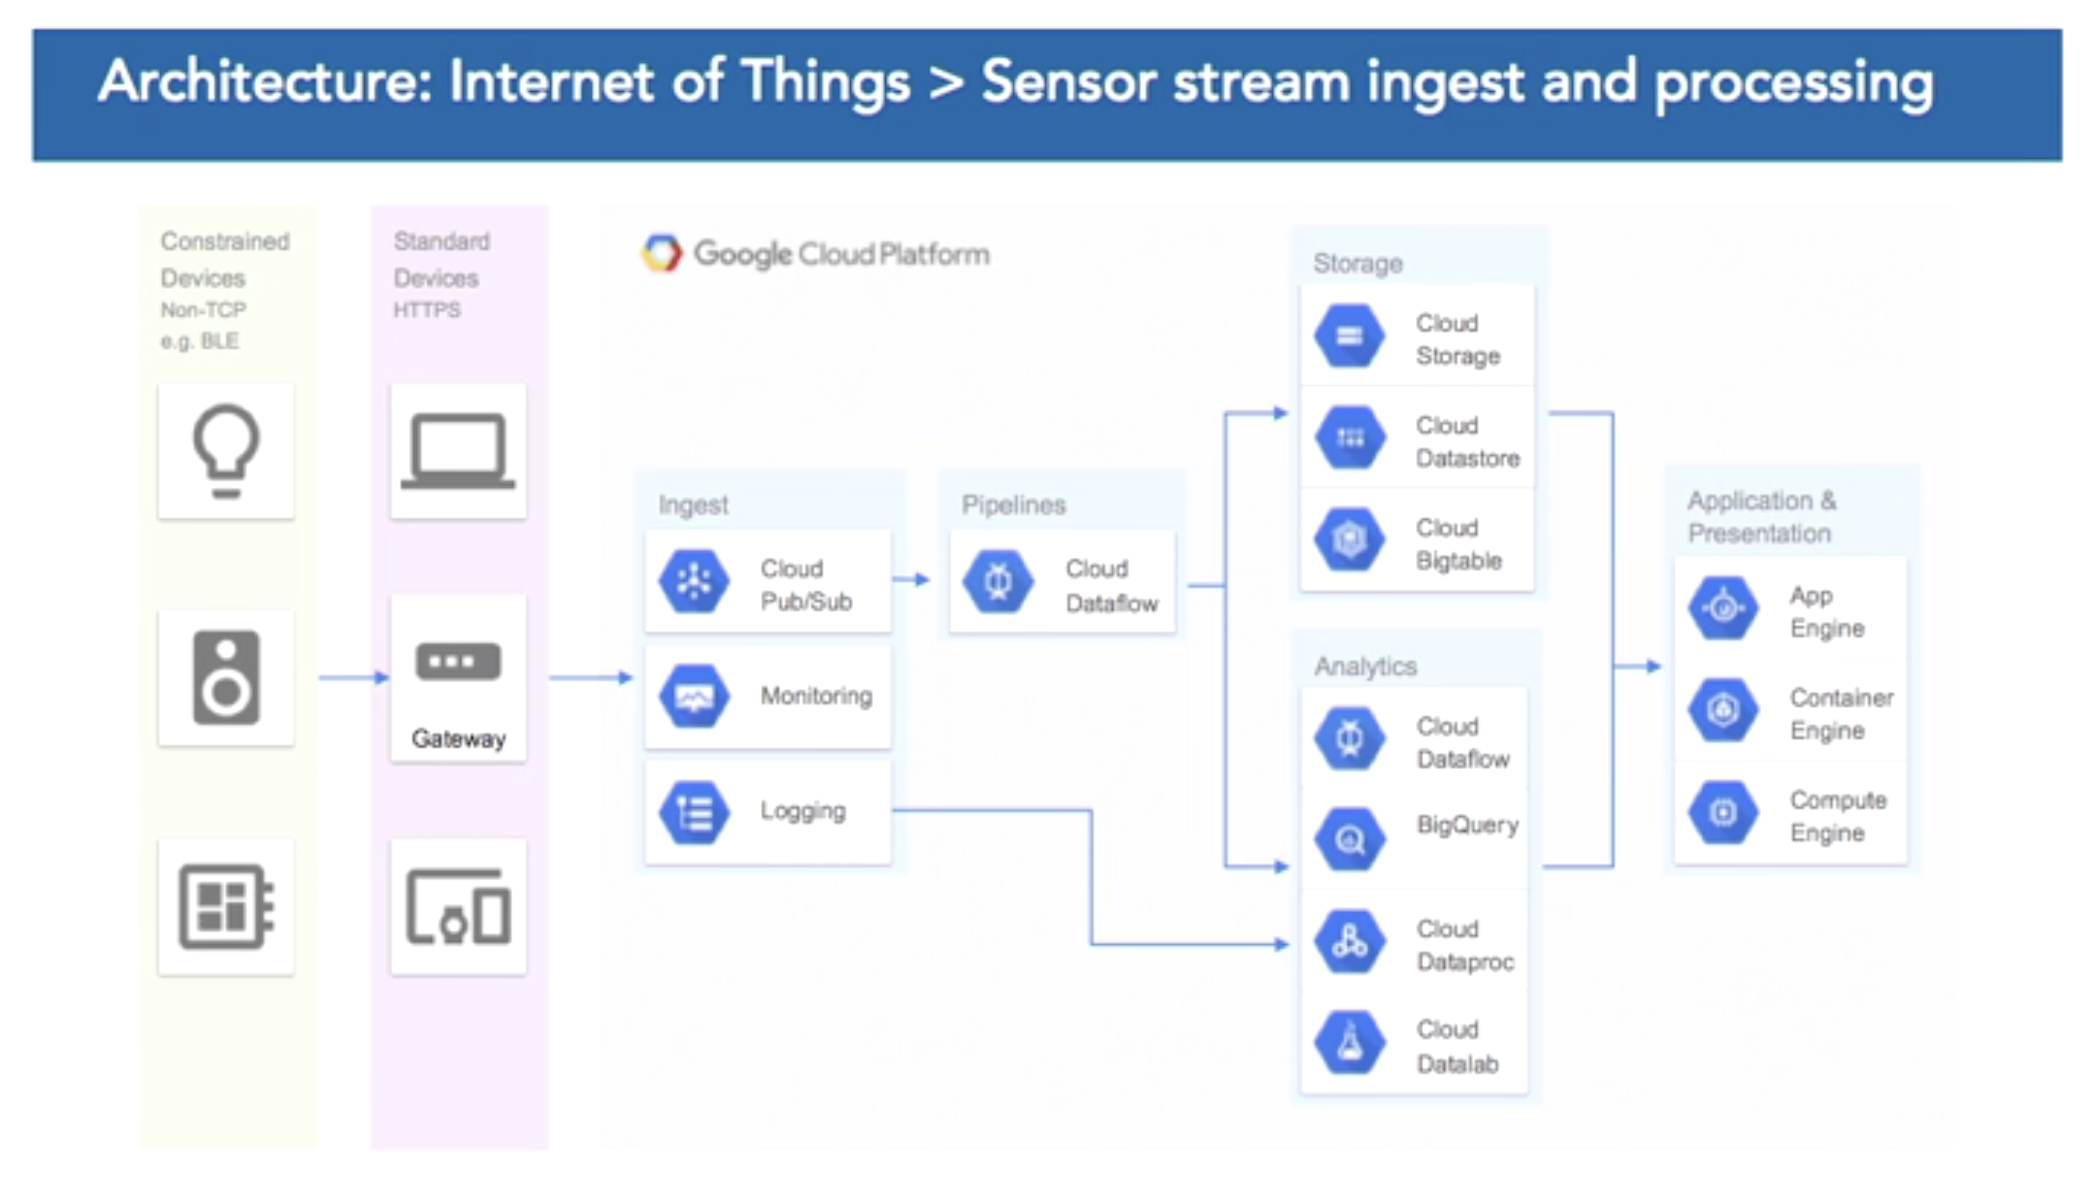 Architecture: Internet of Things > Sensor stream ingest and processing
Constrained
Devices
Non-TCP
e.g. BLE
Standard
Devices
HTTPS
Gateway
Google Cloud Platform
Ingest
Cloud
Pub/Sub
Monitoring
Logging
Pipelines
Cloud
Dataflow
Storage
Cloud
Storage
Cloud
Datastore
Cloud
Bigtable
Analytics
Cloud
Dataflow
BigQuery
Cloud
Dataproc
Cloud
Datalab
Application &
Presentation
App
Engine
Container
Engine
Compute
Engine